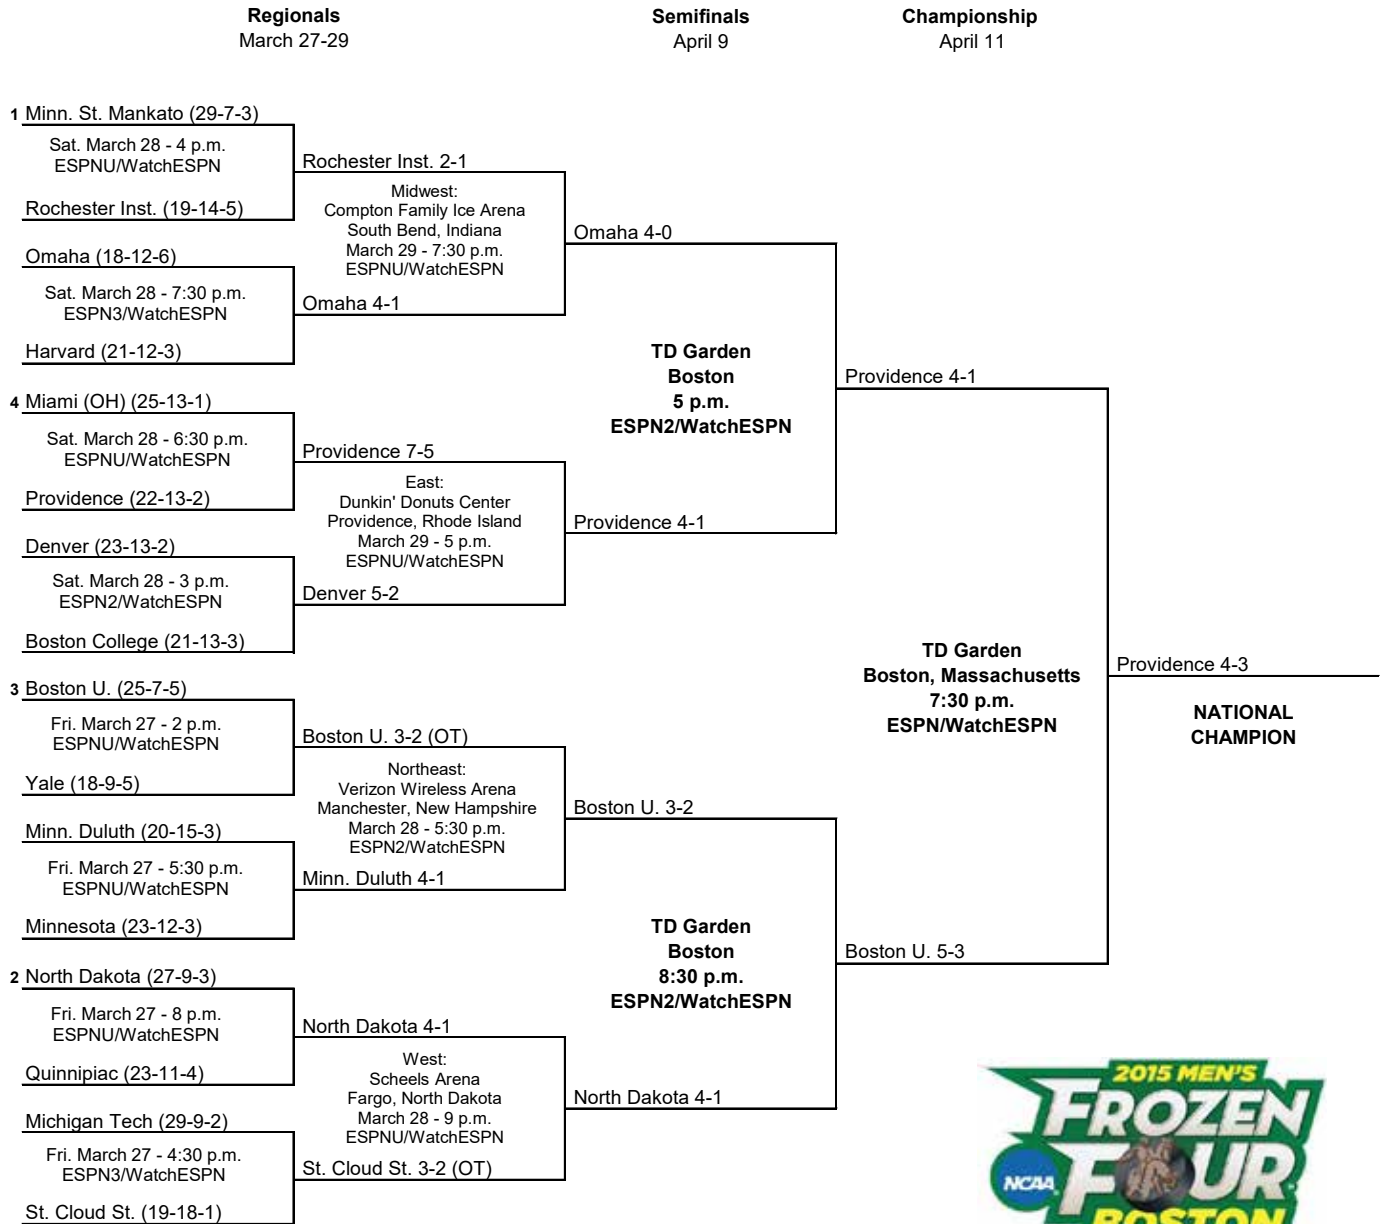 Regionals
March 27-29
Semifinals
April 9
Championship
April 11
1 Minn. St. Mankato (29-7-3)
Sat. March 28 - 4 p.m.
ESPNU/WatchESPN
Rochester Inst. (19-14-5)
Rochester Inst. 2-1
Midwest:
Compton Family Ice Arena
South Bend, Indiana
March 29 - 7:30 p.m.
ESPNU/WatchESPN
Omaha (18-12-6)
Sat. March 28 - 7:30 p.m.
ESPN3/WatchESPN
Harvard (21-12-3)
Omaha 4-1
Omaha 4-0
4 Miami (OH) (25-13-1)
Sat. March 28 - 6:30 p.m.
ESPNU/WatchESPN
Providence (22-13-2)
Providence 7-5
East:
Dunkin' Donuts Center
Providence, Rhode Island
March 29 - 5 p.m.
ESPNU/WatchESPN
Denver (23-13-2)
Sat. March 28 - 3 p.m.
ESPN2/WatchESPN
Boston College (21-13-3)
Denver 5-2
Providence 4-1
TD Garden
Boston
5 p.m.
ESPN2/WatchESPN
Providence 4-1
3 Boston U. (25-7-5)
Fri. March 27 - 2 p.m.
ESPNU/WatchESPN
Yale (18-9-5)
Boston U. 3-2 (OT)
Northeast:
Verizon Wireless Arena
Manchester, New Hampshire
March 28 - 5:30 p.m.
ESPN2/WatchESPN
Minn. Duluth (20-15-3)
Fri. March 27 - 5:30 p.m.
ESPNU/WatchESPN
Minnesota (23-12-3)
Minn. Duluth 4-1
Boston U. 3-2
2 North Dakota (27-9-3)
Fri. March 27 - 8 p.m.
ESPNU/WatchESPN
Quinnipiac (23-11-4)
North Dakota 4-1
West:
Scheels Arena
Fargo, North Dakota
March 28 - 9 p.m.
ESPNU/WatchESPN
Michigan Tech (29-9-2)
Fri. March 27 - 4:30 p.m.
ESPN3/WatchESPN
St. Cloud St. (19-18-1)
St. Cloud St. 3-2 (OT)
North Dakota 4-1
TD Garden
Boston
8:30 p.m.
ESPN2/WatchESPN
Boston U. 5-3
TD Garden
Boston, Massachusetts
7:30 p.m.
ESPN/WatchESPN
Providence 4-3
NATIONAL
CHAMPION
2015 MEN'S
FROZEN
NCAA
FOUR
BOSTON